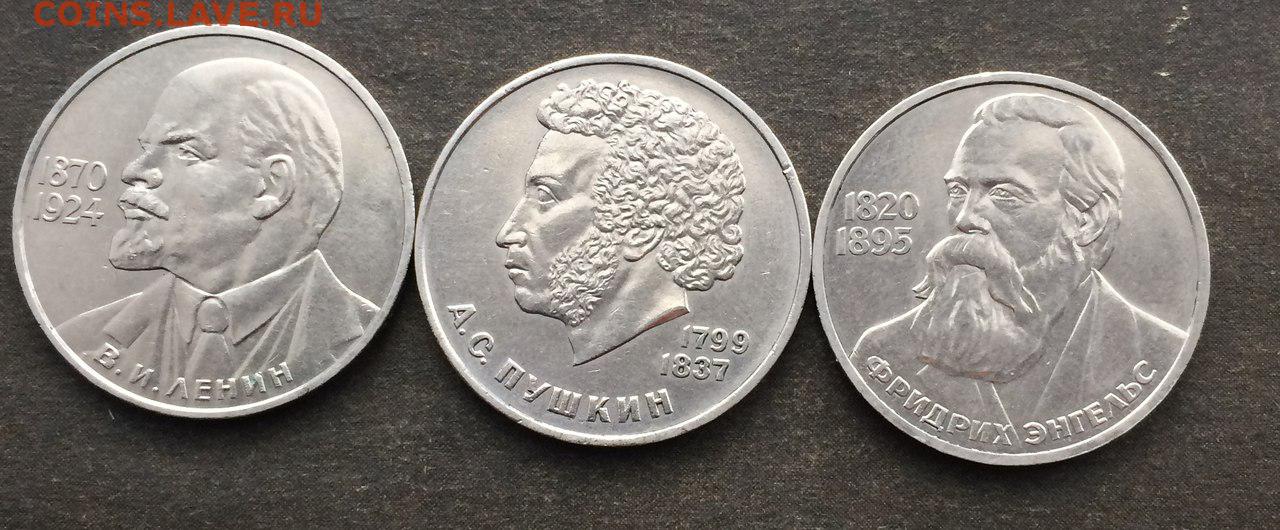 COINS.LAVE.RU
1870
1924
В. И. ЛЕНИН
А. С. ПУШКИН
1799
1837
1820
1895
ФРИДРИХ ЭНГЕЛЬС